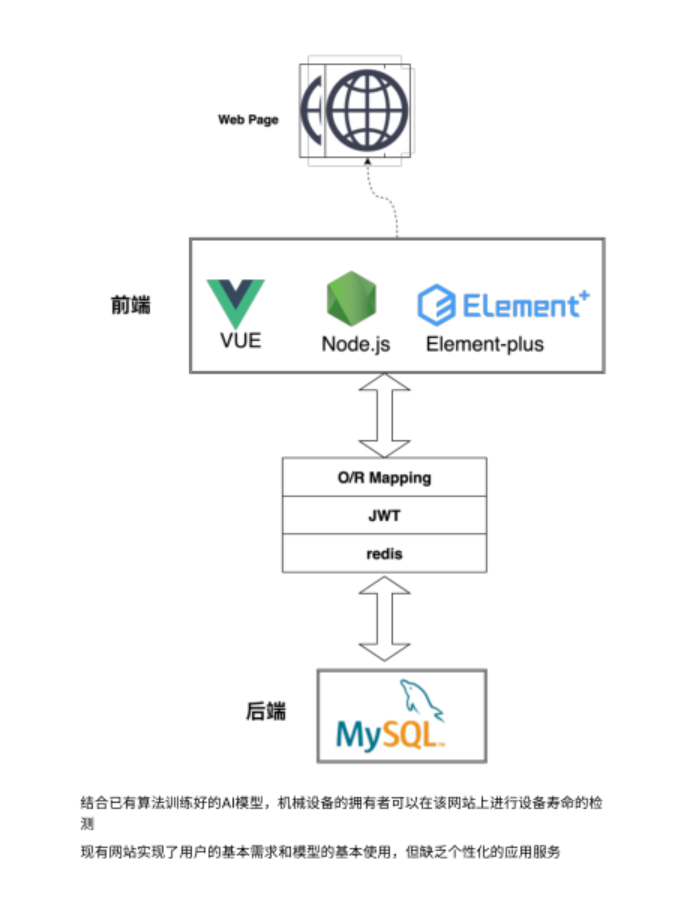 Web Page
前端
ELement+
VUE
Node.js
Element-plus
O/R Mapping
JWT
redis
后端
MySQL
结合已有算法训练好的AI模型，机械设备的拥有者可以在该网站上进行设备寿命的检
测
现有网站实现了用户的基本需求和模型的基本使用，但缺乏个性化的应用服务